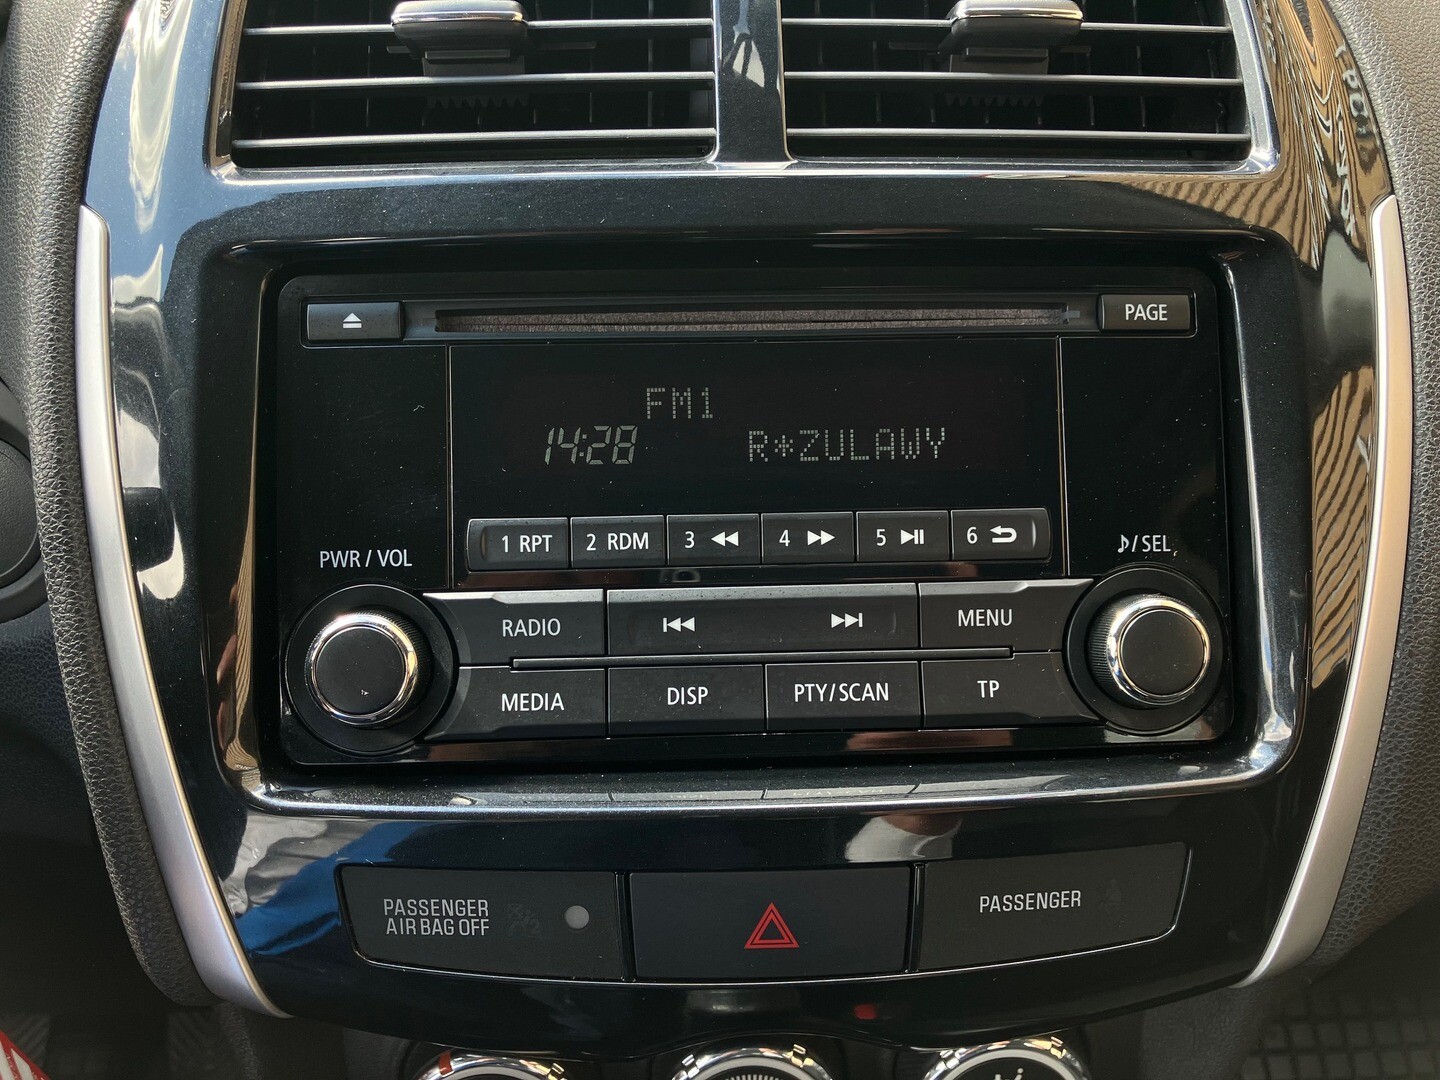 PAGE
FM1
14:28 R*ZULAWY
1 RPT 2 RDM 3 4 5 6
PWR / VOL
♪/SEL
RADIO
MENU
MEDIA DISP PTY/SCAN TP
PASSENGER
AIR BAG OFF
PASSENGER